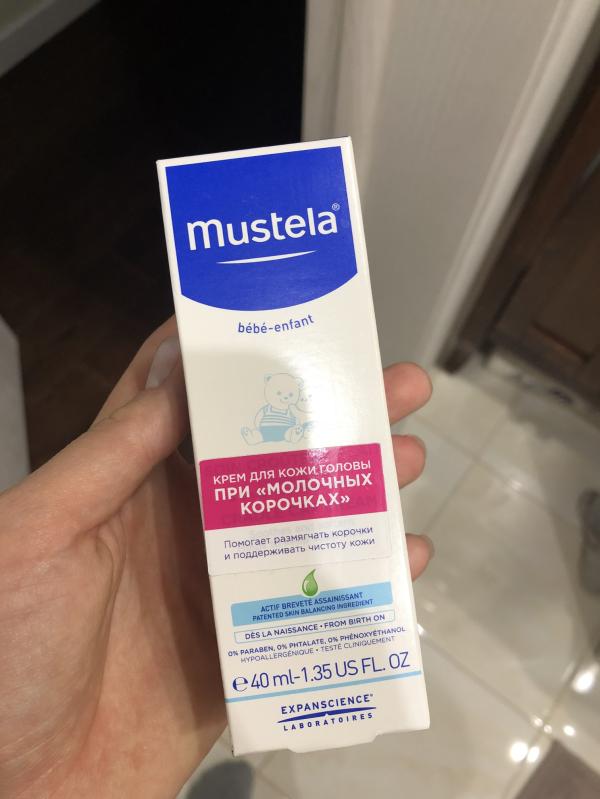 mustela®
bébé-enfant
КРЕМ ДЛЯ КОЖИ ГОЛОВЫ
ПРИ «МОЛОЧНЫХ
КОРОЧКАХ»
Помогает размягчать корочки
и поддерживать чистоту кожи
ACTIF BREVETÉ ASSAINISSANT
PATENTED SKIN BALANCING INGREDIENT
DÈS LA NAISSANCE • FROM BIRTH ON
0% PARABEN, 0% PHTALATE, 0% PHÉNOXYÉTHANOL
HYPOALLERGÉNIQUE • TESTÉ CLINIQUEMENT
℮ 40 ml-1.35 US FL. OZ
EXPANSCIENCE®
LABORATOIRES